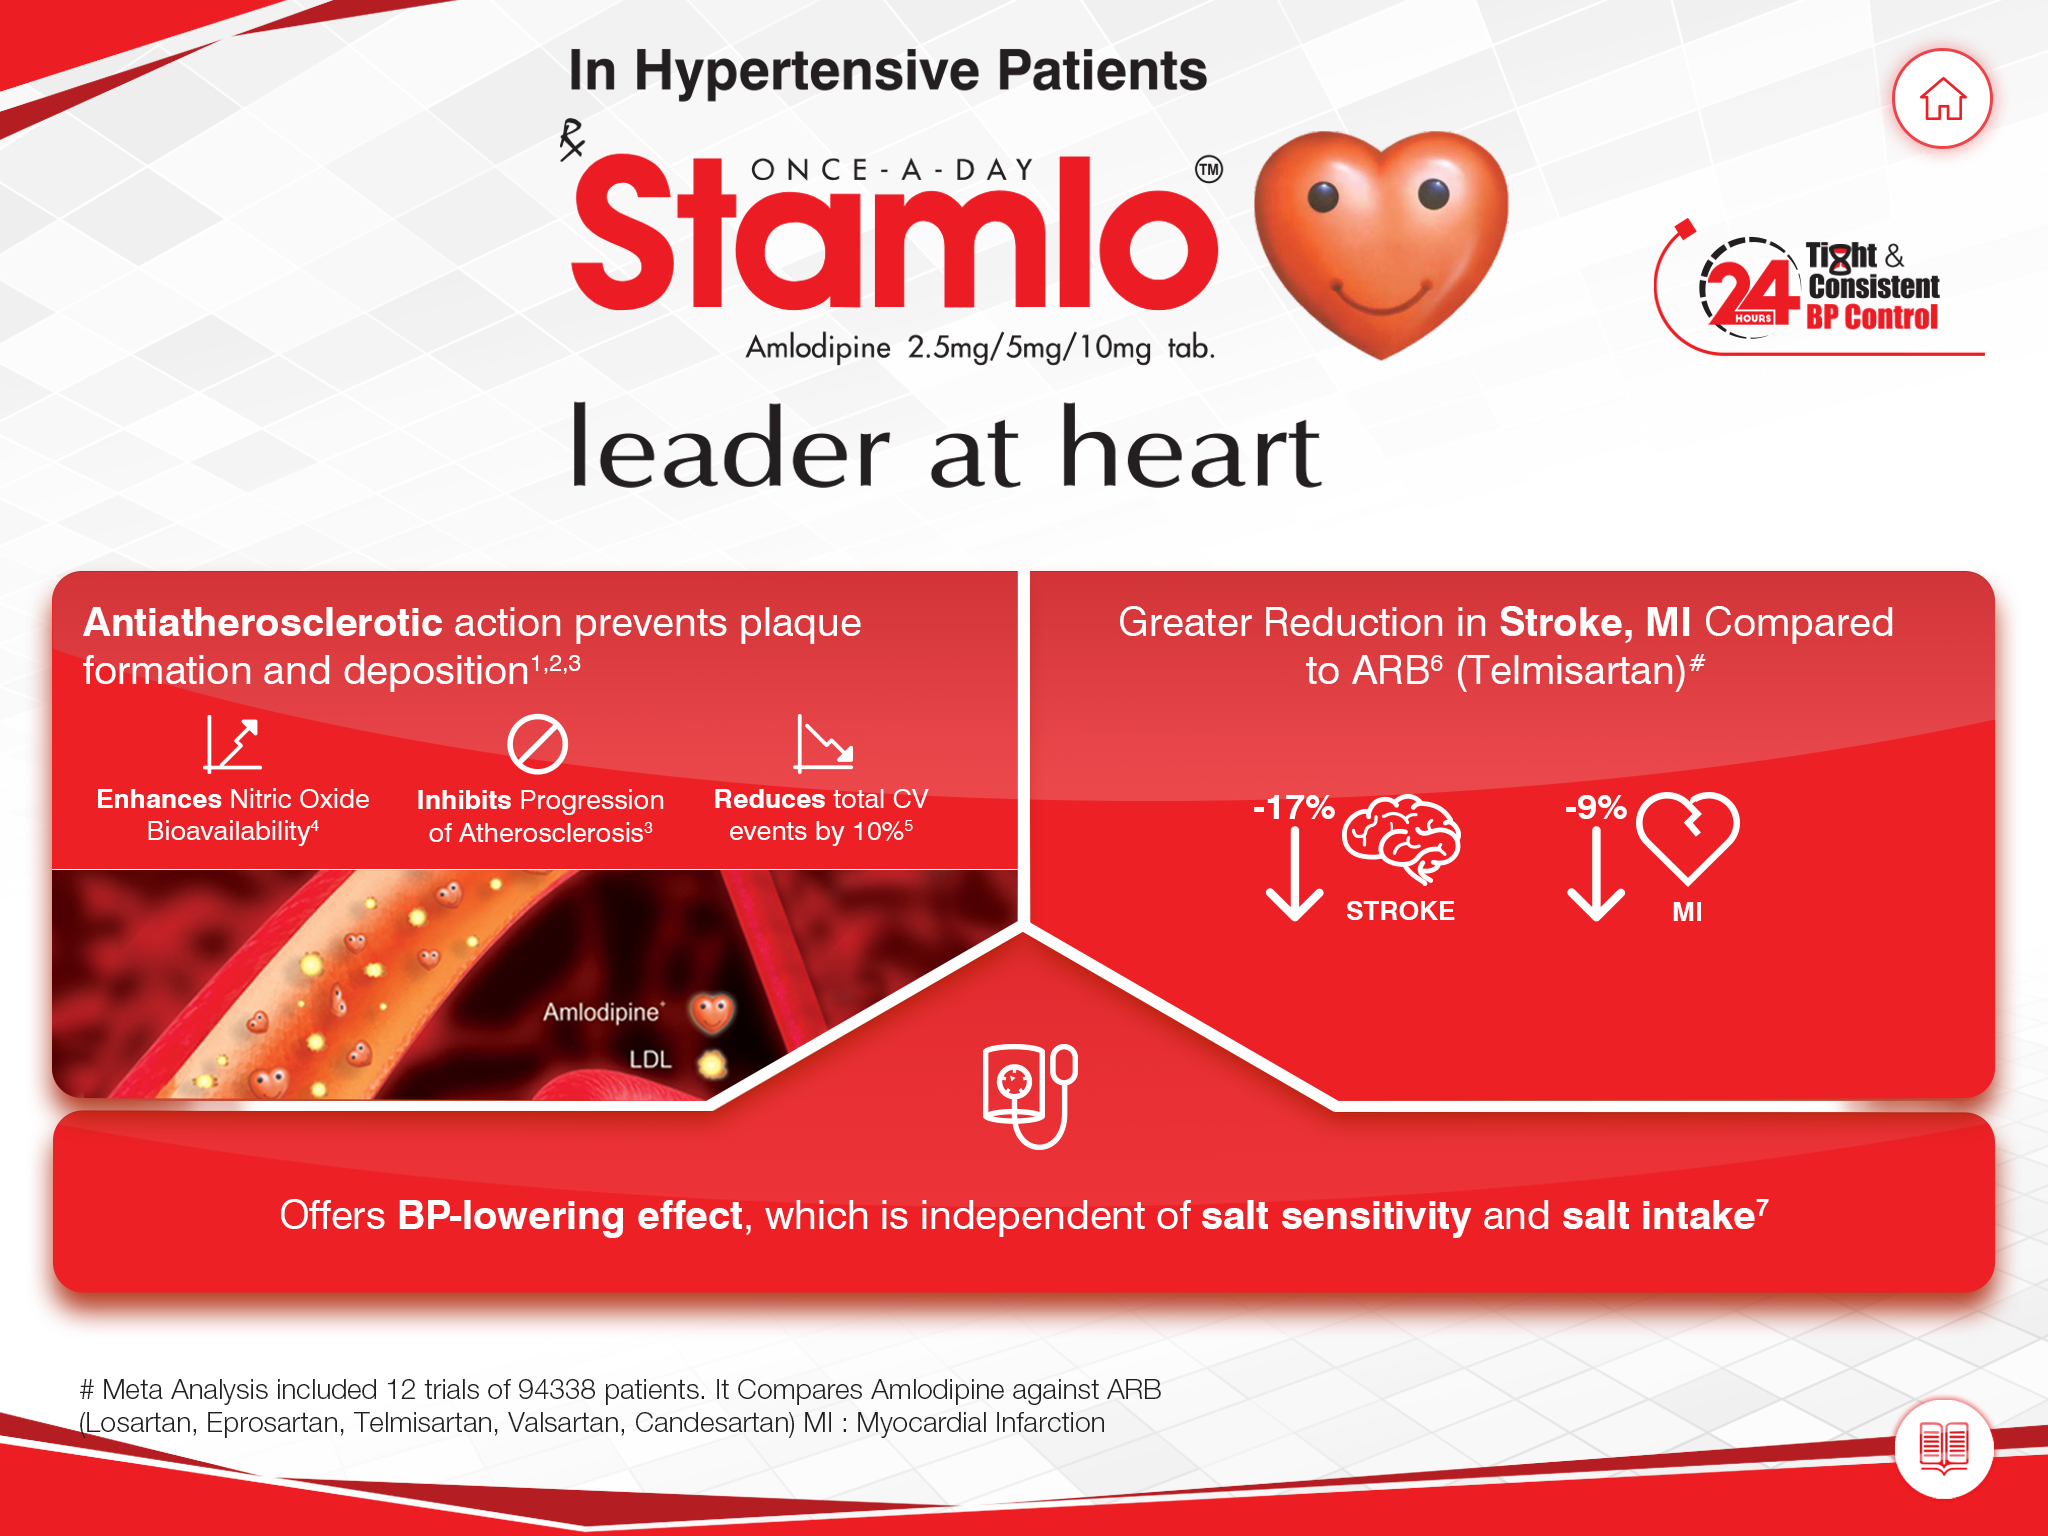 In Hypertensive Patients
℞
ONCE-A-DAY
Stamlo™
Amlodipine 2.5mg/5mg/10mg tab.
leader at heart
24 HOURS
Tight &
Consistent
BP Control
Antiatherosclerotic action prevents plaque
formation and deposition1,2,3
Enhances Nitric Oxide
Bioavailability4
Inhibits Progression
of Atherosclerosis3
Reduces total CV
events by 10%5
Amlodipine+
LDL
Greater Reduction in Stroke, MI Compared
to ARB6 (Telmisartan)#
-17%
STROKE
-9%
MI
Offers BP-lowering effect, which is independent of salt sensitivity and salt intake7
# Meta Analysis included 12 trials of 94338 patients. It Compares Amlodipine against ARB
(Losartan, Eprosartan, Telmisartan, Valsartan, Candesartan) MI : Myocardial Infarction